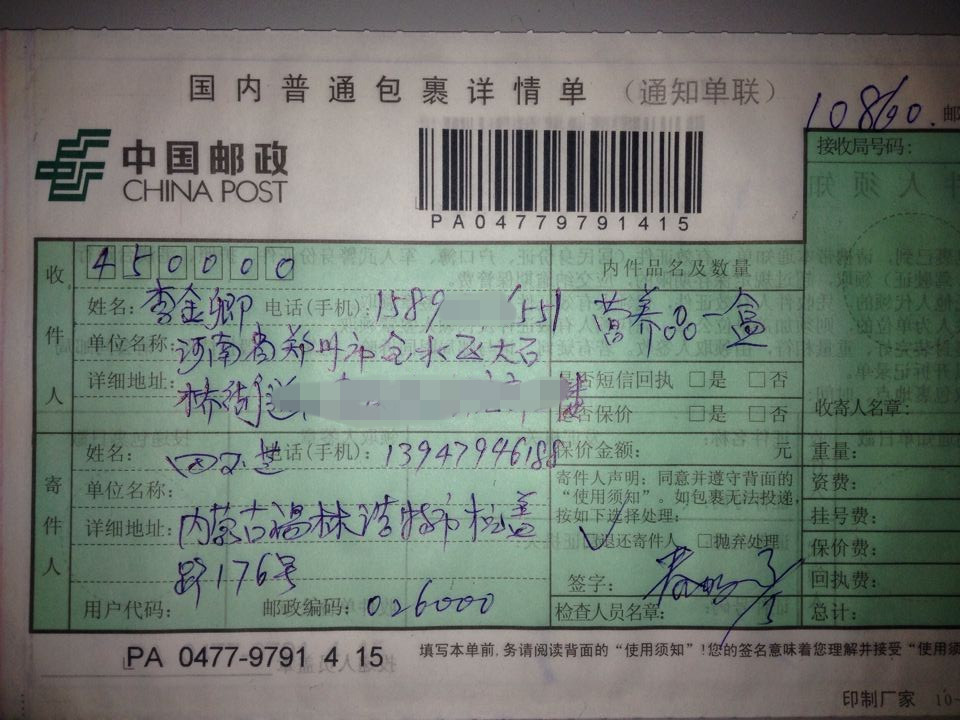 国内普通包裹详情单（通知单联）
10860.
邮
中国邮政
CHINA POST
PA04779791415
接收局号码：
收件人
450000
姓名：李金卿 电话（手机）：1589 1551
单位名称：河南省郑州市金水区大石
详细地址：桥街道
内件品名及数量
营养品一盒
是否短信回执 □是 □否
是否保价 □是 □否
收寄人名章：
寄件人
姓名： 电话（手机）：13947946188
单位名称：
详细地址：内蒙古锡林浩特市
路176号
用户代码： 邮政编码：026000
保价金额： 元
寄件人声明：同意并遵守背面的
“使用须知”。如包裹无法投递，
按如下选择处理：
□退还寄件人 □抛弃处理
签字：
检查人员名章：
重量：
资费：
挂号费：
保价费：
回执费：
总计：
PA 0477-9791 4 15
填写本单前,务请阅读背面的“使用须知”!您的签名意味着您理解并接受“使用须
印制厂家 10-